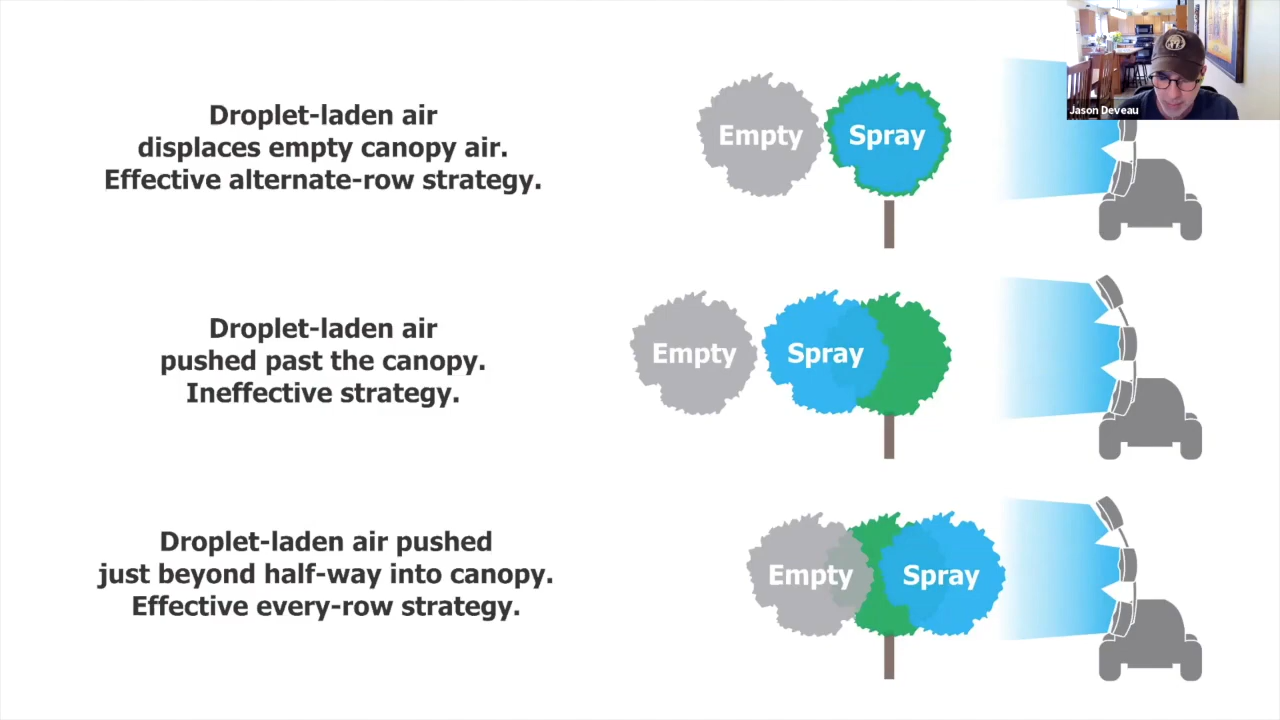 Droplet-laden air
displaces empty canopy air.
Effective alternate-row strategy.
Empty
Spray
Jason Deveau
Droplet-laden air
pushed past the canopy.
Ineffective strategy.
Empty
Spray
Droplet-laden air pushed
just beyond half-way into canopy.
Effective every-row strategy.
Empty
Spray